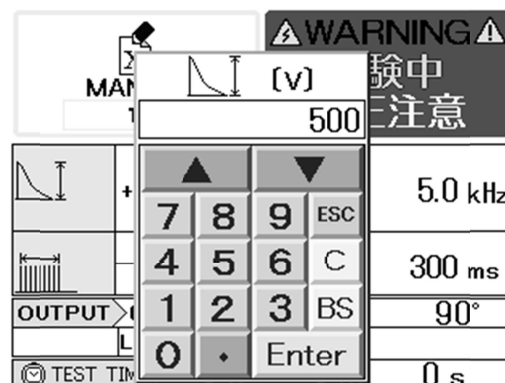 WARNING
験中
注意
MAN
[V]
500
7 8 9 ESC
4 5 6 C
1 2 3 BS
0 . Enter
5.0 kHz
300 ms
OUTPUT
90°
TEST TIM
0 s